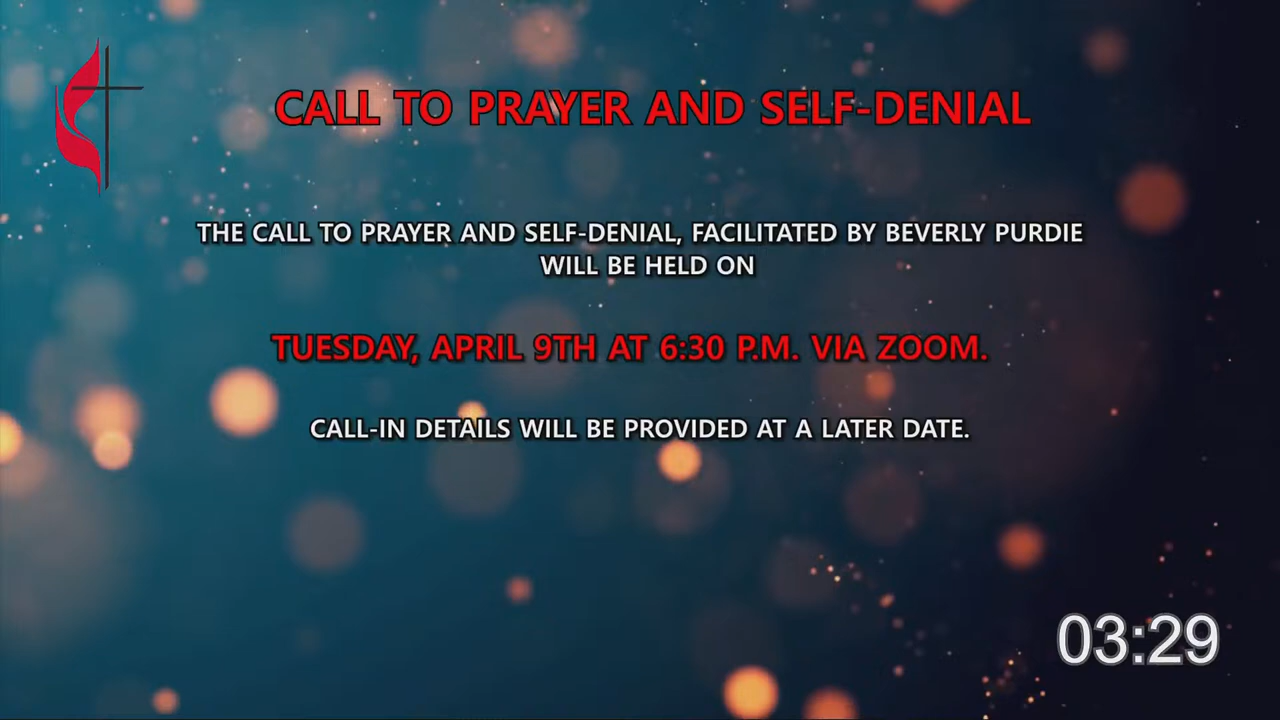 CALL TO PRAYER AND SELF-DENIAL
THE CALL TO PRAYER AND SELF-DENIAL, FACILITATED BY BEVERLY PURDIE
WILL BE HELD ON
TUESDAY, APRIL 9TH AT 6:30 P.M. VIA ZOOM.
CALL-IN DETAILS WILL BE PROVIDED AT A LATER DATE.
03:29